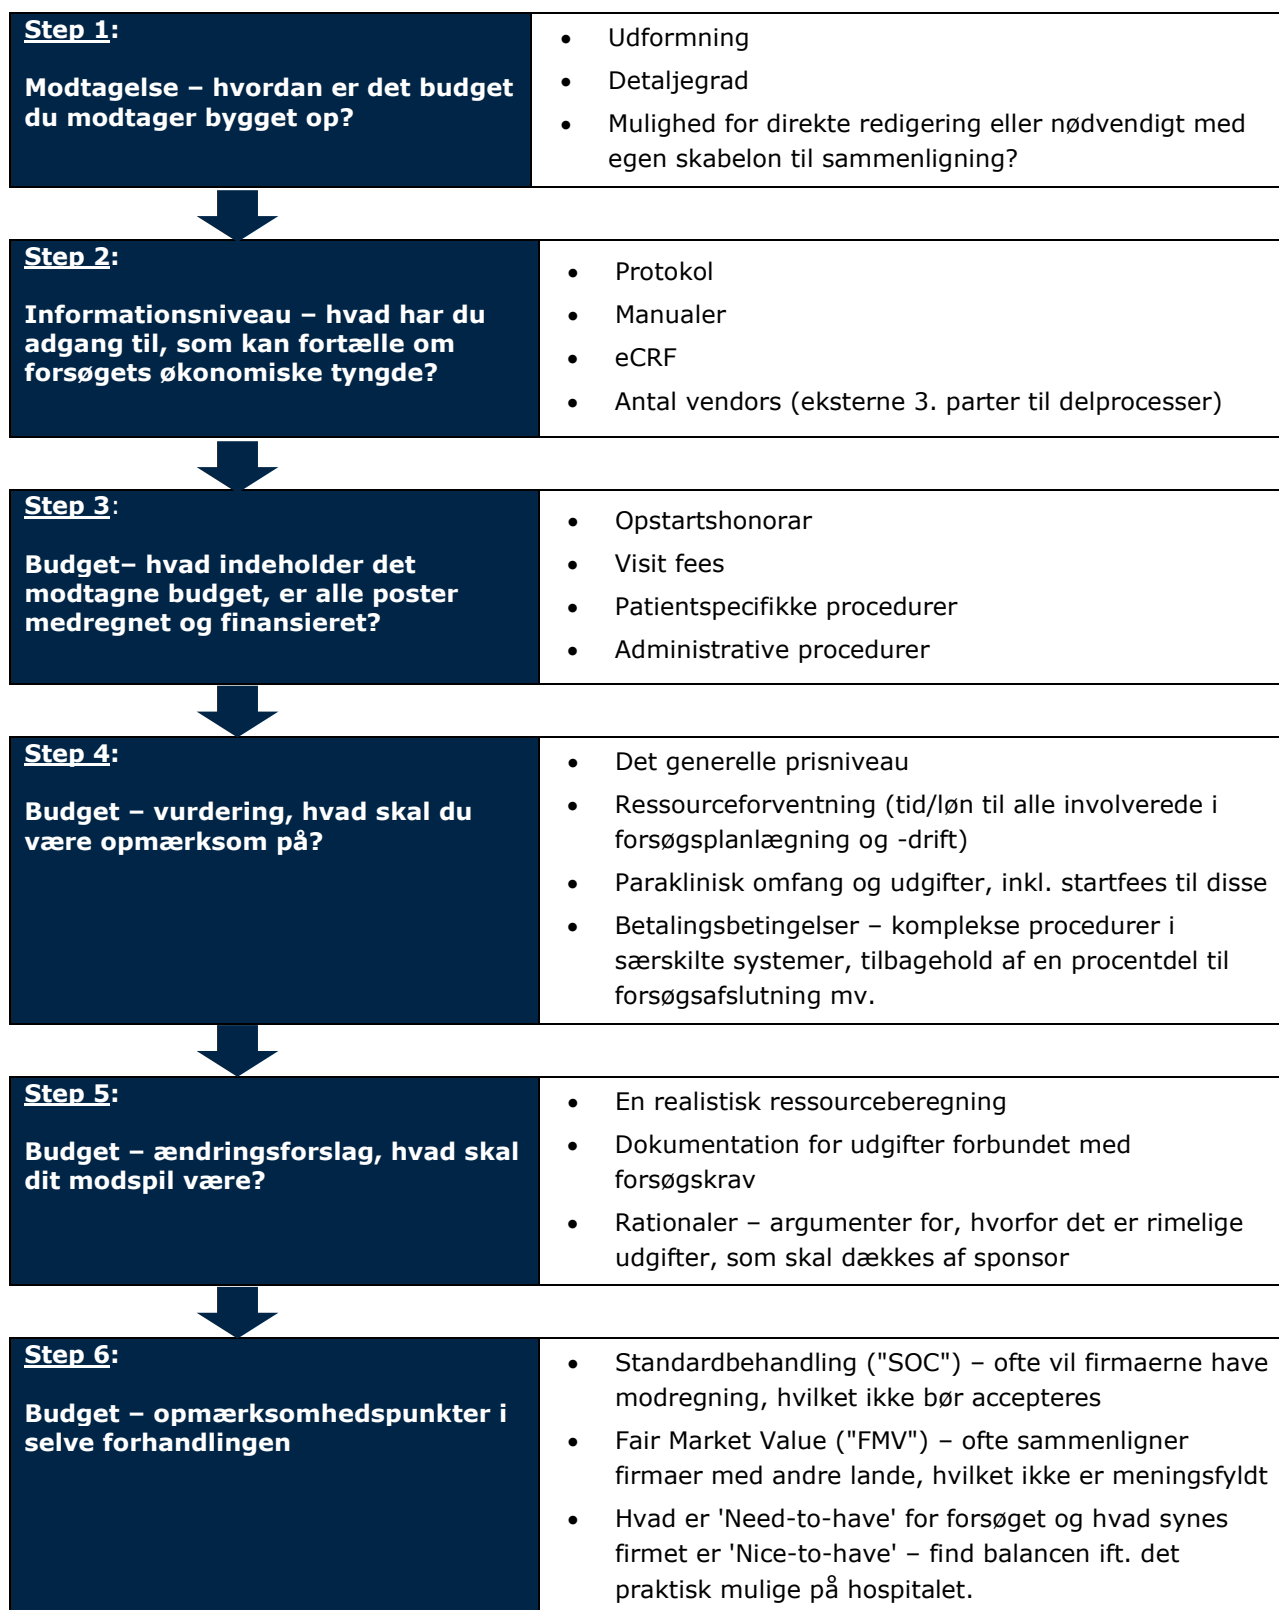 Step 1:
Modtagelse – hvordan er det budget
du modtager bygget op?
• Udformning
• Detaljegrad
• Mulighed for direkte redigering eller nødvendigt med
egen skabelon til sammenligning?
Step 2:
Informationsniveau – hvad har du
adgang til, som kan fortælle om
forsøgets økonomiske tyngde?
• Protokol
• Manualer
• eCRF
• Antal vendors (eksterne 3. parter til delprocesser)
Step 3:
Budget– hvad indeholder det
modtagne budget, er alle poster
medregnet og finansieret?
• Opstartshonorar
• Visit fees
• Patientspecifikke procedurer
• Administrative procedurer
Step 4:
Budget – vurdering, hvad skal du
være opmærksom på?
• Det generelle prisniveau
• Ressourceforventning (tid/løn til alle involverede i
forsøgsplanlægning og -drift)
• Paraklinisk omfang og udgifter, inkl. startfees til disse
• Betalingsbetingelser – komplekse procedurer i
særskilte systemer, tilbagehold af en procentdel til
forsøgsafslutning mv.
Step 5:
Budget – ændringsforslag, hvad skal
dit modspil være?
• En realistisk ressourceberegning
• Dokumentation for udgifter forbundet med
forsøgskrav
• Rationaler – argumenter for, hvorfor det er rimelige
udgifter, som skal dækkes af sponsor
Step 6:
Budget – opmærksomhedspunkter i
selve forhandlingen
• Standardbehandling ("SOC") – ofte vil firmaerne have
modregning, hvilket ikke bør accepteres
• Fair Market Value ("FMV") – ofte sammenligner
firmaer med andre lande, hvilket ikke er meningsfyldt
• Hvad er 'Need-to-have' for forsøget og hvad synes
firmet er 'Nice-to-have' – find balancen ift. det
praktisk mulige på hospitalet.